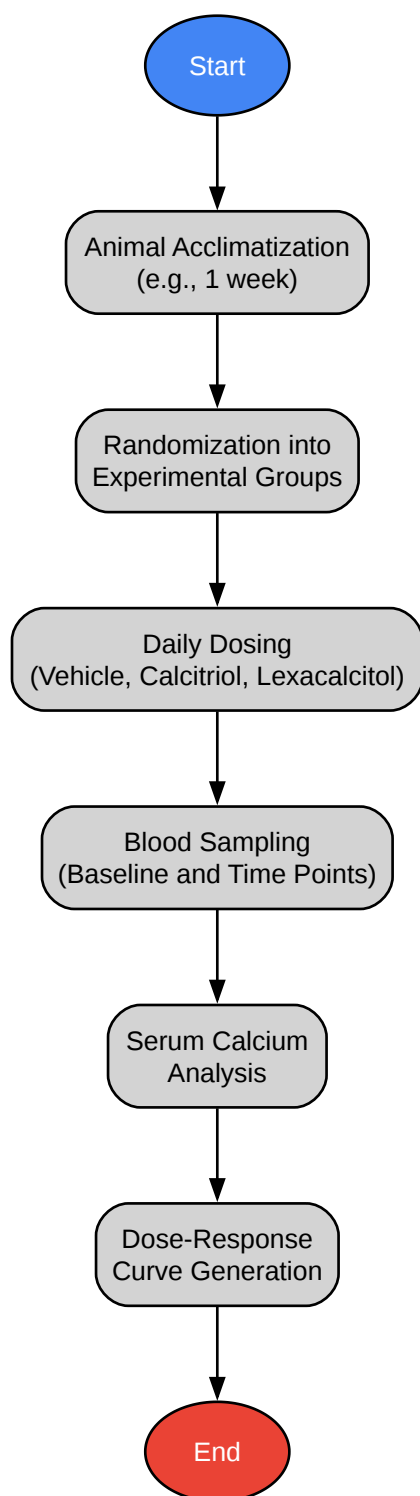 Start
Animal Acclimatization
(e.g., 1 week)
Randomization into
Experimental Groups
Daily Dosing
(Vehicle, Calcitriol, Lexacalcitol)
Blood Sampling
(Baseline and Time Points)
Serum Calcium
Analysis
Dose-Response
Curve Generation
End